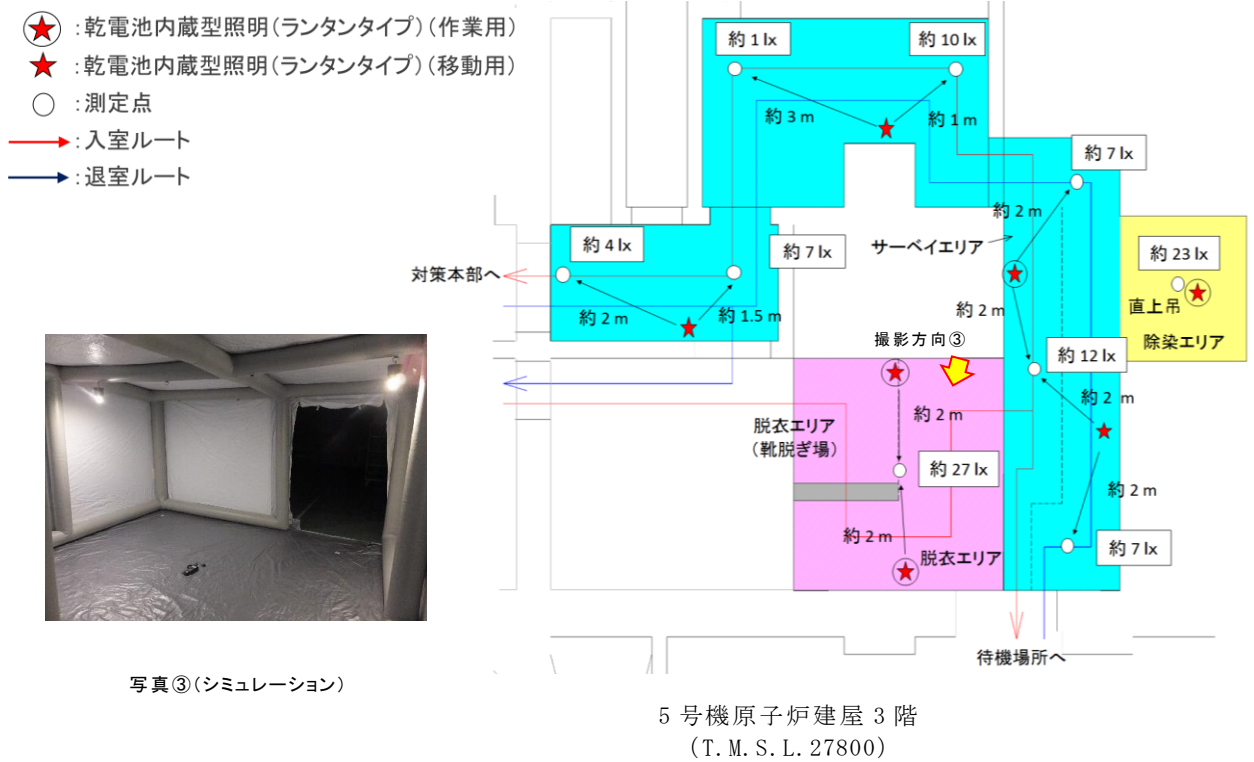 ：乾電池内蔵型照明(ランタンタイプ)(作業用)
：乾電池内蔵型照明(ランタンタイプ)(移動用)
：測定点
：入室ルート
：退室ルート
約 1 lx
約 10 lx
約 3 m
約 1 m
約 7 lx
約 2 m
サーベイエリア
約 4 lx
約 7 lx
約 23 lx
対策本部へ
約 2 m
約 1.5 m
約 2 m
直上吊
除染エリア
撮影方向③
約 12 lx
約 2 m
約 2 m
脱衣エリア
(靴脱ぎ場)
約 27 lx
約 2 m
約 2 m
脱衣エリア
約 7 lx
待機場所へ
写真③(シミュレーション)
5 号機原子炉建屋 3 階
(T.M.S.L.27800)